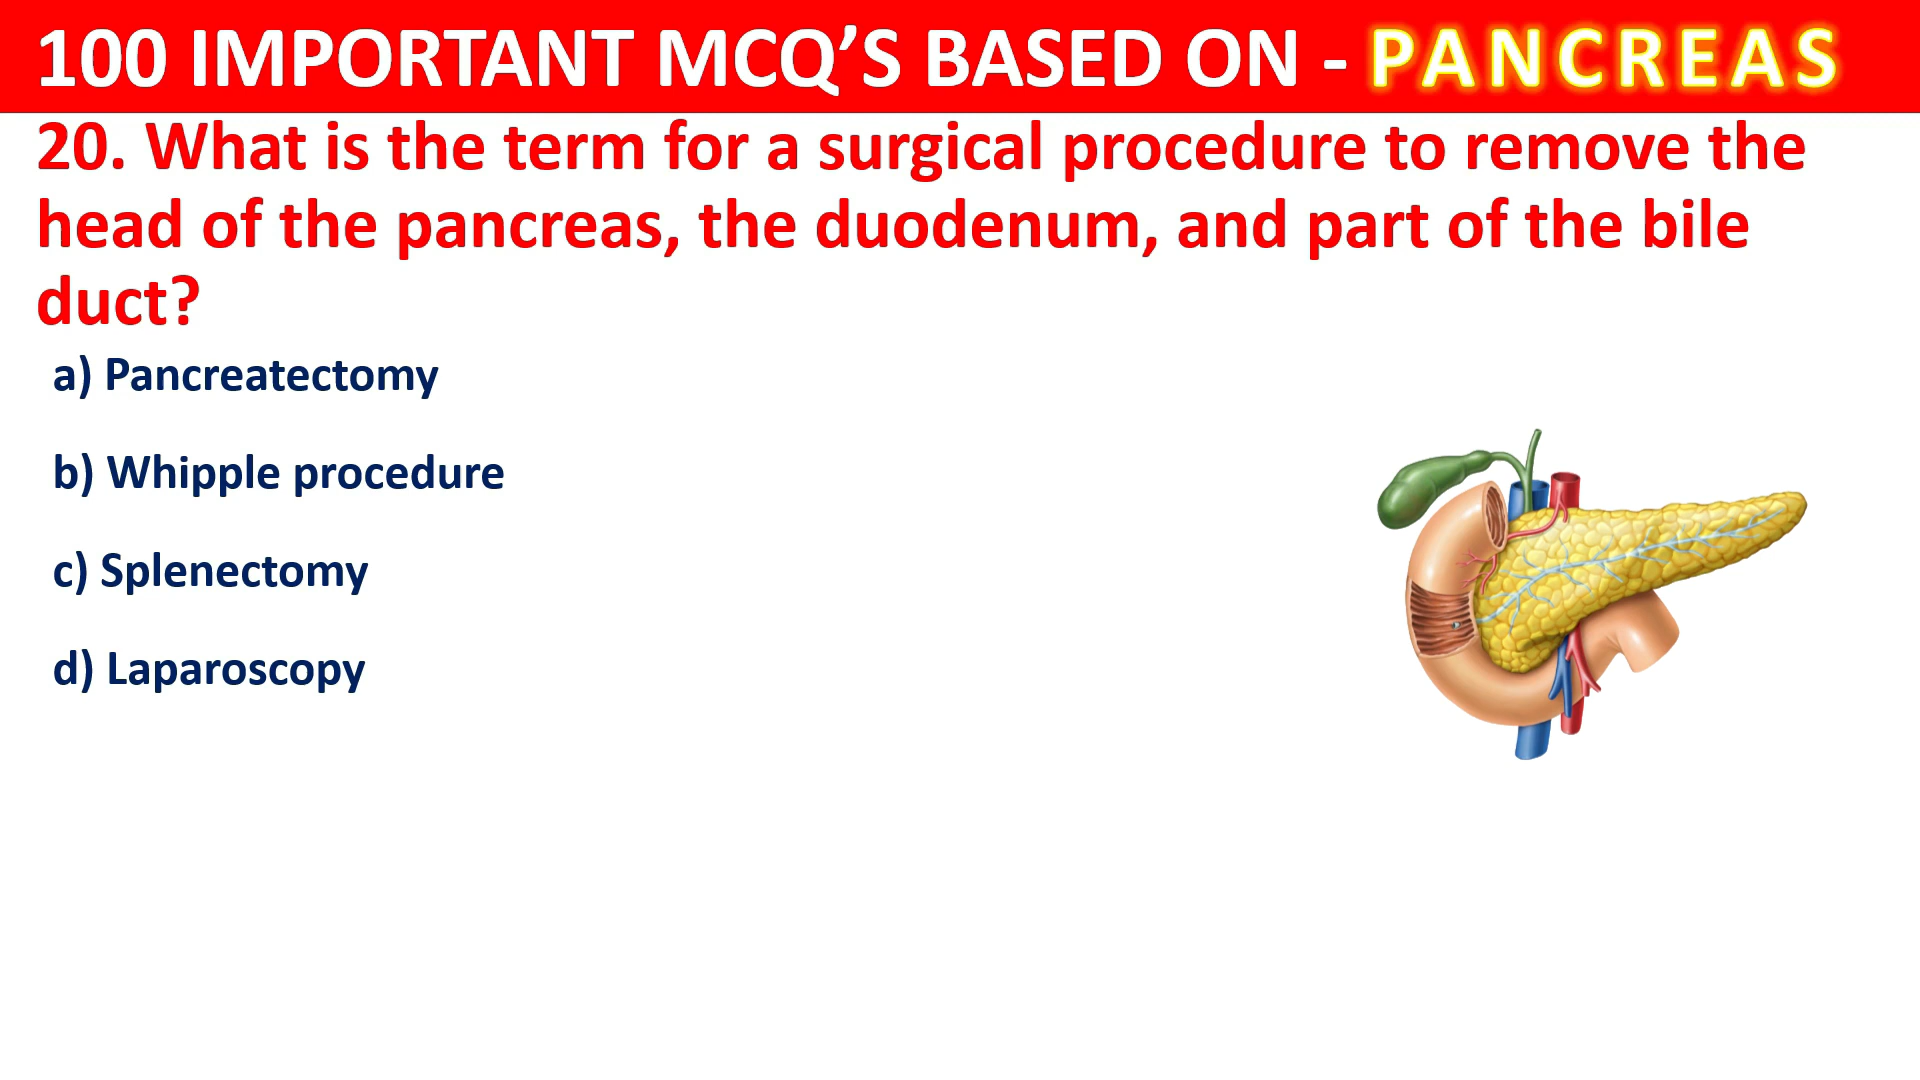 100 IMPORTANT MCQ’S BASED ON - PANCREAS
20. What is the term for a surgical procedure to remove the
head of the pancreas, the duodenum, and part of the bile
duct?
a) Pancreatectomy
b) Whipple procedure
c) Splenectomy
d) Laparoscopy